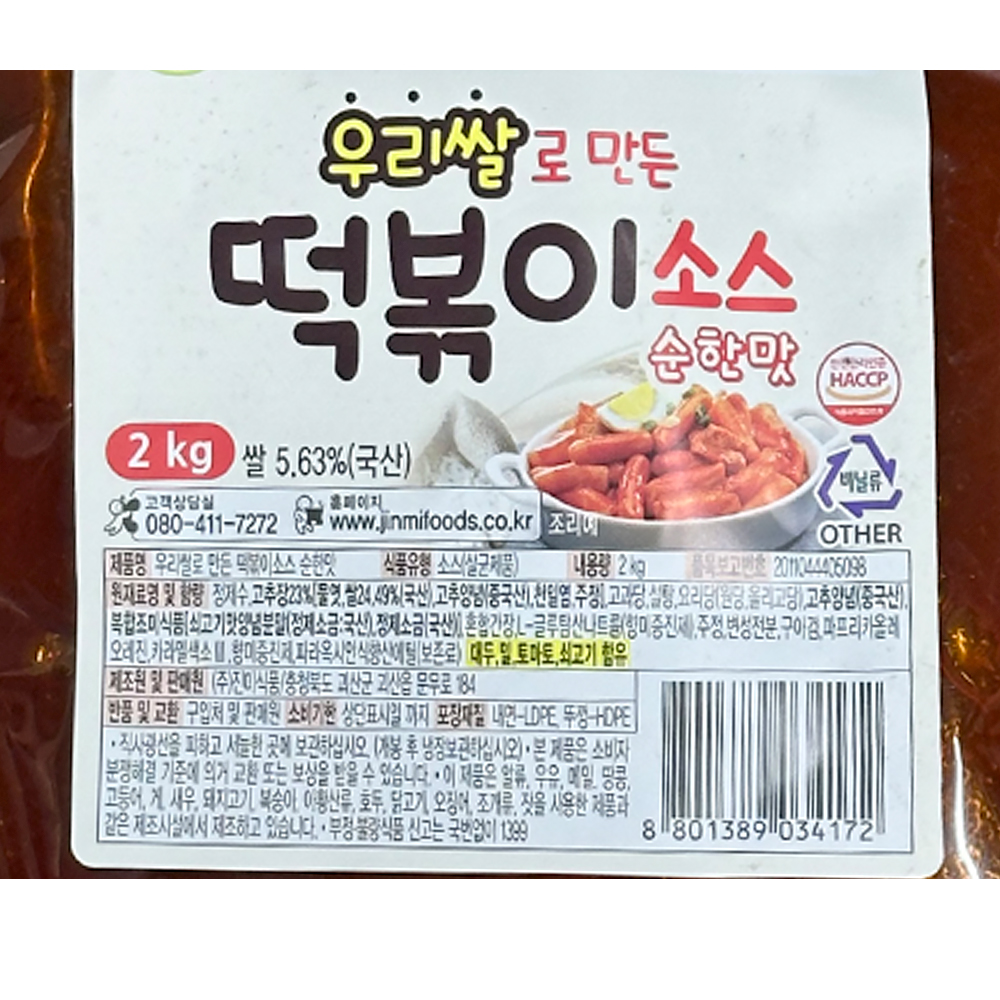 우리쌀로 만든
떡볶이소스
순한맛
HACCP
2 kg 쌀 5.63%(국산)
배닐류
OTHER
고객상담실
080-411-7272
홈페이지
www.jinmifoods.co.kr
조리예
제품명 우리쌀로 만든 떡볶이소스 순한맛 식품유형 소스(살균제품) 내용량 2 kg 품목보고번호 2011044406098
원재료명 및 함량 정제수,고추장23%[물엿,쌀24.49%(국산),고추양념(중국산),천일염,주정],고과당,설탕,요리당(원당,올레고당),고추양념(중국산),
복합조미식품[쇠고기맛양념분말(정제소금:국산),정제소금(국산)],혼합간장,L-글루탐산나트륨(향미증진제),주정,변성전분,구아검,파프리카올레
오레진,카라멜색소Ⅲ,향미증진제,파라옥시안식향산에틸(보존료) 대두,밀,토마토,쇠고기 함유
제조원 및 판매원 (주)진미식품/충청북도 괴산군 괴산읍 문무로 184
반품 및 교환 구입처 및 판매원 소비기한 상단표시일 까지 포장재질 내면-LDPE, 뚜껑-HDPE
• 직사광선을 피하고 서늘한 곳에 보관하십시오. (개봉 후 냉장보관하십시오) • 본 제품은 소비자
분쟁해결 기준에 의거 교환 또는 보상을 받을 수 있습니다. • 이 제품은 알류, 우유, 메밀, 땅콩,
고등어, 게, 새우, 돼지고기, 복숭아, 아황산류, 호두, 닭고기, 오징어, 조개류, 잣을 사용한 제품과
같은 제조시설에서 제조하고 있습니다. • 부정·불량식품 신고는 국번없이 1399
8 801389 034172